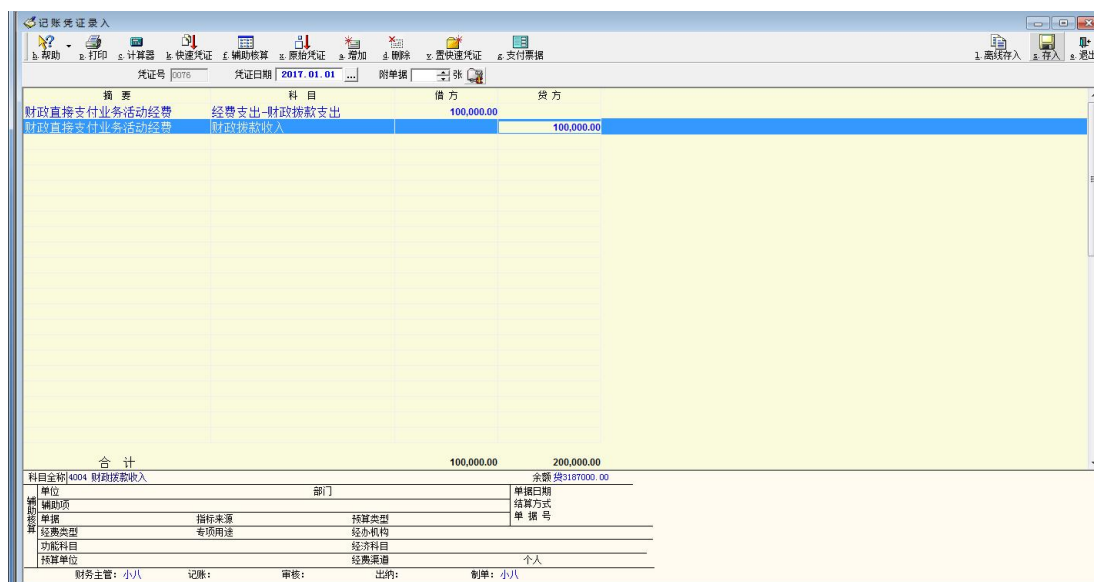 记账凭证录入
h.帮助 p.打印 c.计算器 k.快速凭证 f.辅助核算 x.原始凭证 a.增加 d.删除 v.置快速凭证 g.支付票据 l.离线存入 s.存入 e.退出
凭证号 0076 凭证日期 2017.01.01 ... 附单据 张
摘要 科目 借方 贷方
财政直接支付业务活动经费 经费支出-财政拨款支出 100,000.00
财政直接支付业务活动经费 财政拨款收入 100,000.00
合计 100,000.00 200,000.00
科目全称 4004 财政拨款收入 余额 贷3187000.00
辅助核算
单位 部门 单据日期
辅助项 结算方式
单据 指标来源 预算类型 单据号
经费类型 专项用途 经办机构
功能科目 经济科目
预算单位 经费渠道 个人
财务主管：小八 记账： 审核： 出纳： 制单：小八